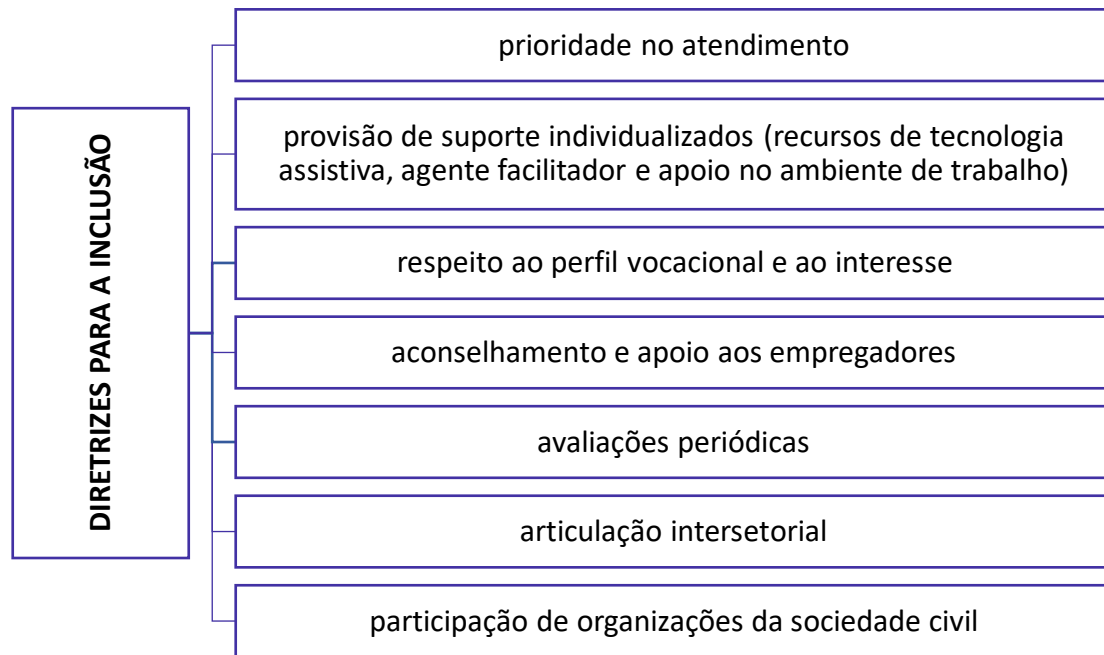 DIRETRIZES PARA A INCLUSÃO
prioridade no atendimento
provisão de suporte individualizados (recursos de tecnologia
assistiva, agente facilitador e apoio no ambiente de trabalho)
respeito ao perfil vocacional e ao interesse
aconselhamento e apoio aos empregadores
avaliações periódicas
articulação intersetorial
participação de organizações da sociedade civil